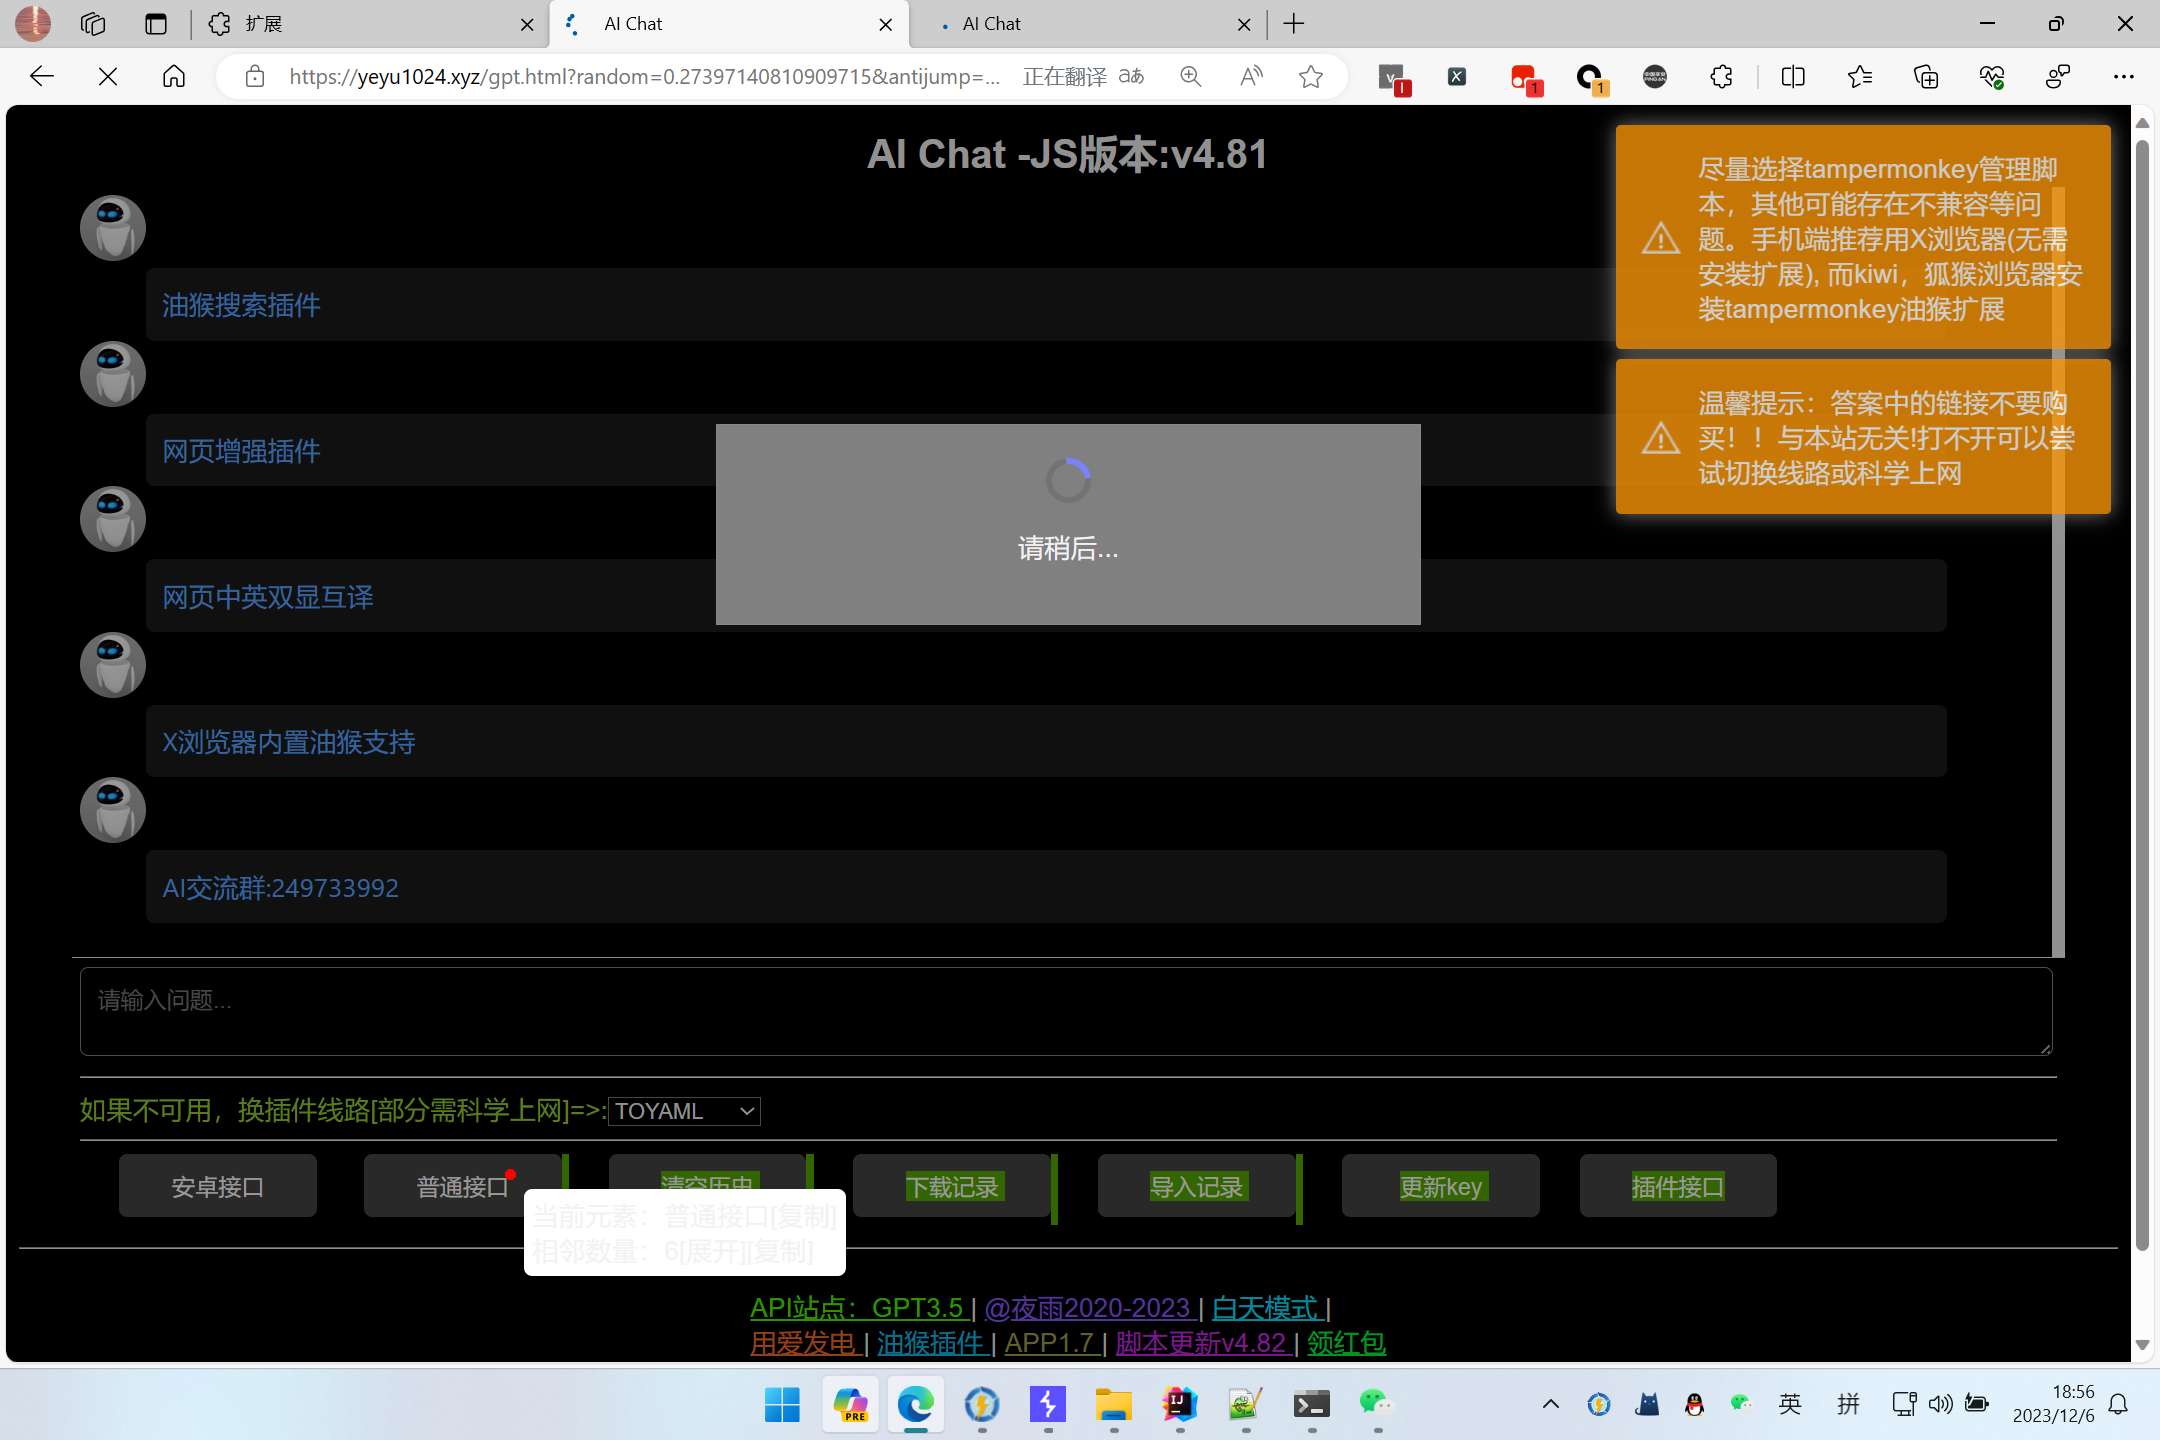 扩展
AI Chat
AI Chat
https://yeyu1024.xyz/gpt.html?random=0.27397140810909715&antijump=...
正在翻译
1
1
AI Chat -JS版本:v4.81
尽量选择tampermonkey管理脚
本，其他可能存在不兼容等问
题。手机端推荐用X浏览器(无需
安装扩展), 而kiwi，狐猴浏览器安
装tampermonkey油猴扩展
温馨提示：答案中的链接不要购
买！！与本站无关!打不开可以尝
试切换线路或科学上网
油猴搜索插件
网页增强插件
请稍后...
网页中英双显互译
X浏览器内置油猴支持
AI交流群:249733992
请输入问题...
如果不可用，换插件线路[部分需科学上网]=>:TOYAML
安卓接口
普通接口
清空历史
下载记录
导入记录
更新key
插件接口
当前元素：普通接口[复制]
相邻数量：6[展开][复制]
API站点：GPT3.5 | @夜雨2020-2023 | 白天模式 |
用爱发电 | 油猴插件 | APP1.7 | 脚本更新v4.82 | 领红包
PRE
英
拼
18:56
2023/12/6